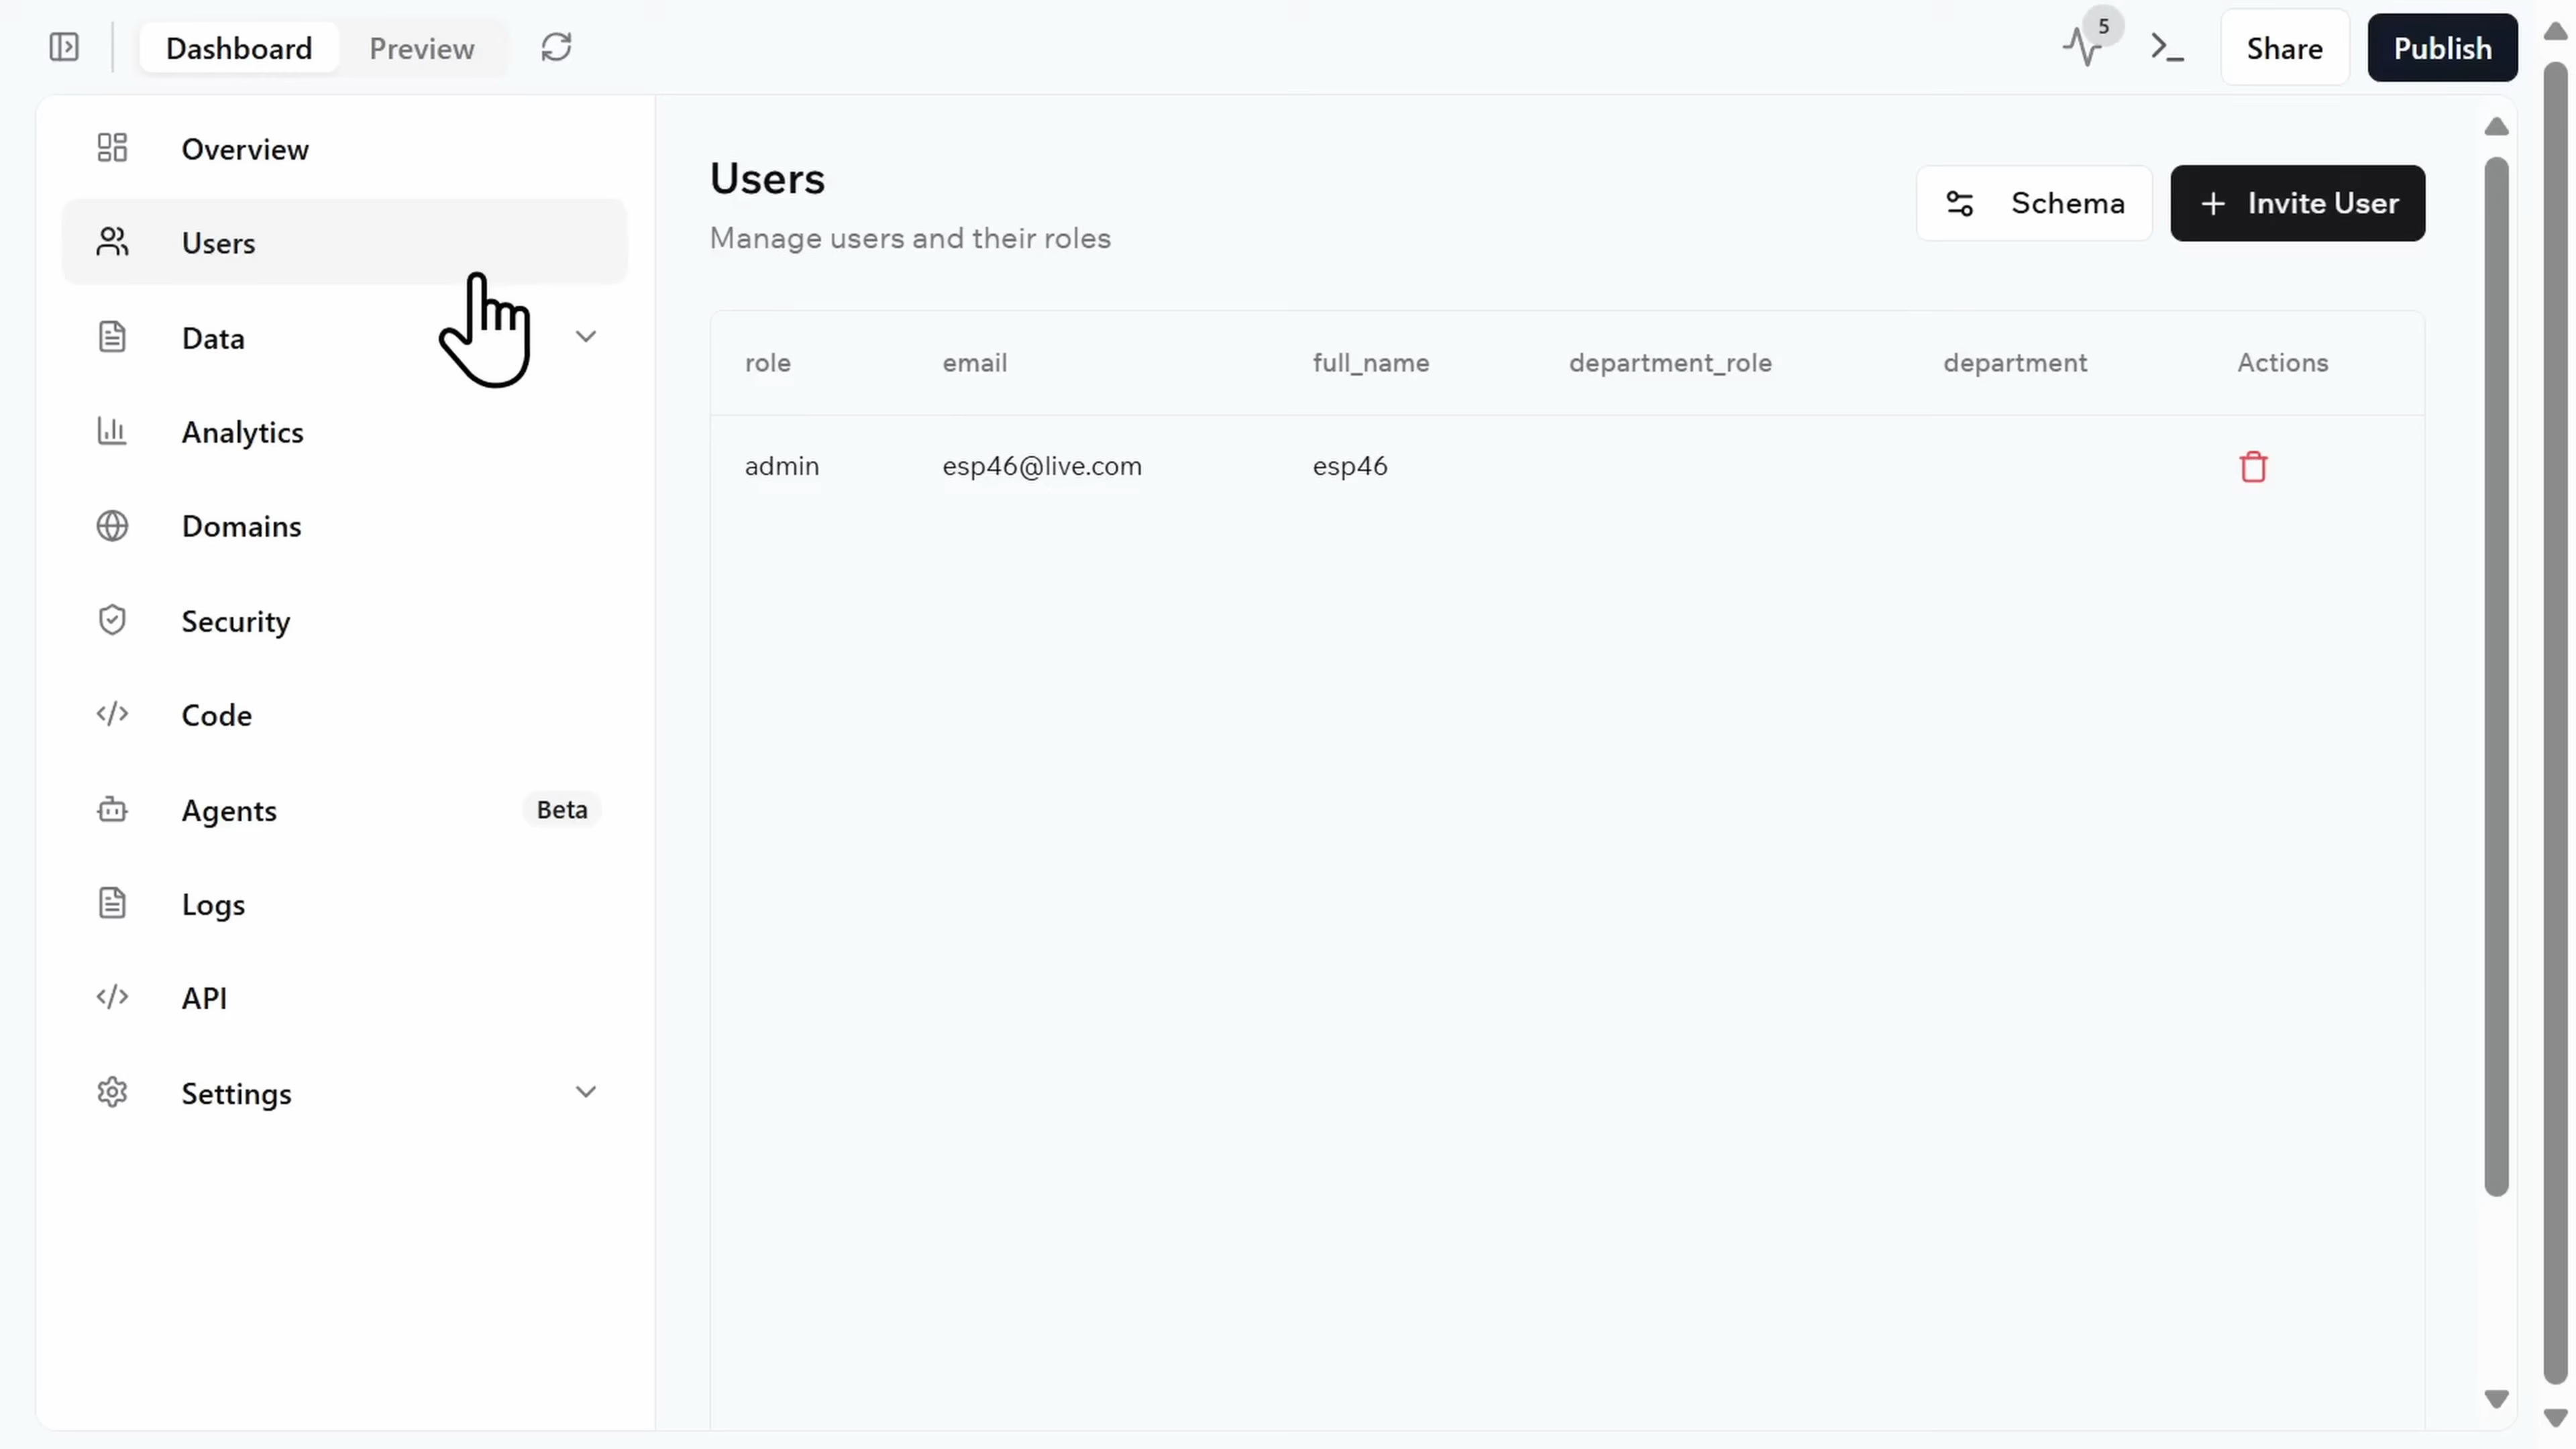 Dashboard Preview 5 Share Publish
Overview
Users
Data
Analytics
Domains
Security
Code
Agents Beta
Logs
API
Settings
Users
Manage users and their roles
Schema + Invite User
role email full_name department_role department Actions
admin esp46@live.com esp46